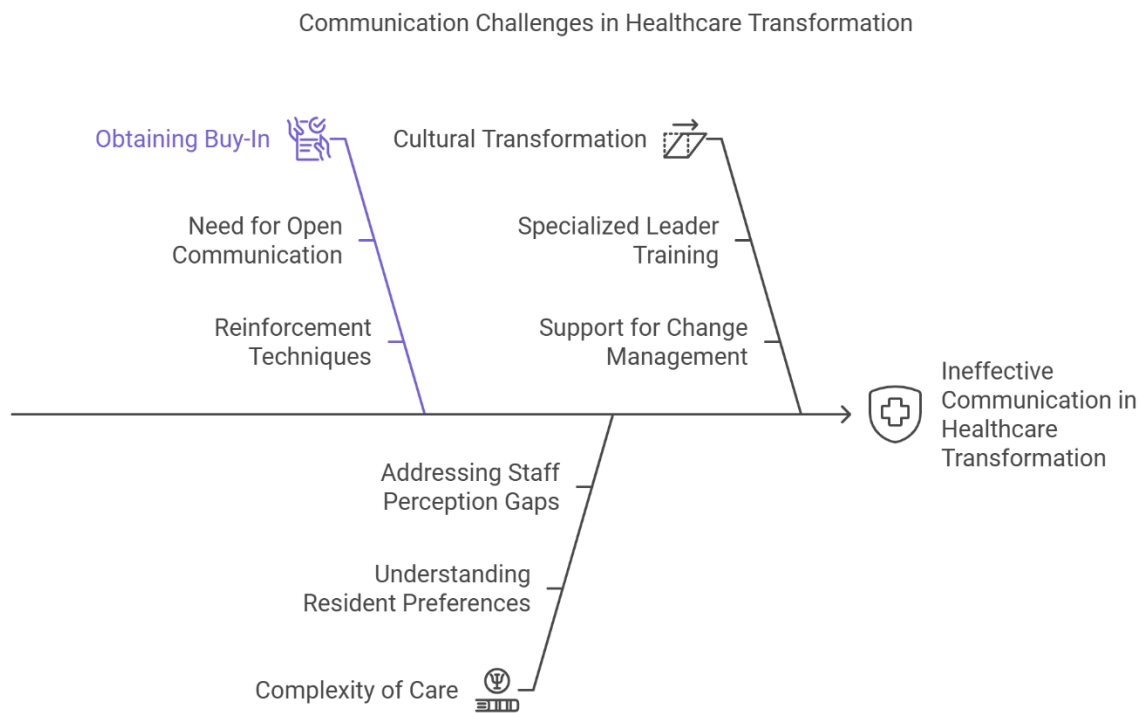 Communication Challenges in Healthcare Transformation
Obtaining Buy-In
Cultural Transformation
Need for Open
Communication
Specialized Leader
Training
Reinforcement
Techniques
Support for Change
Management
Ineffective
Communication in
Healthcare
Transformation
Addressing Staff
Perception Gaps
Understanding
Resident Preferences
Complexity of Care